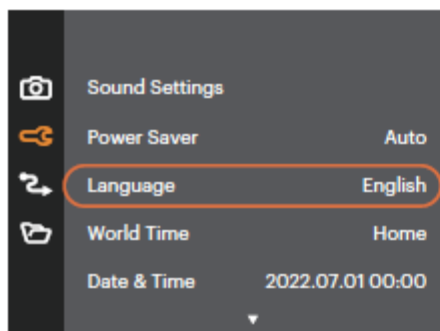 Sound Settings
Power Saver Auto
Language English
World Time Home
Date & Time 2022.07.01 00:00